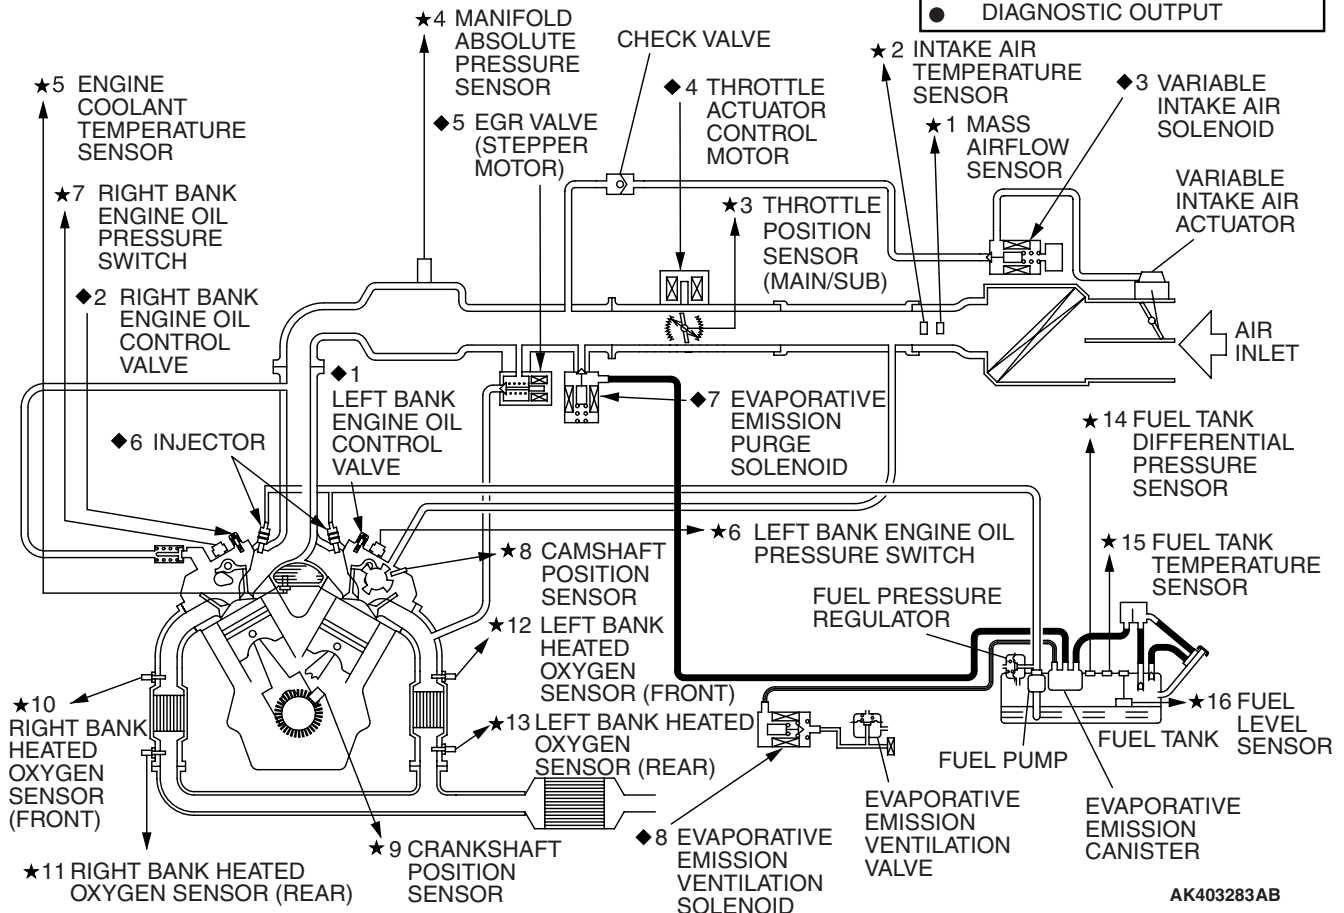 ● DIAGNOSTIC OUTPUT
★4 MANIFOLD
ABSOLUTE
PRESSURE
SENSOR
CHECK VALVE
★2 INTAKE AIR
TEMPERATURE
SENSOR
◆3 VARIABLE
INTAKE AIR
SOLENOID
★5 ENGINE
COOLANT
TEMPERATURE
SENSOR
◆4 THROTTLE
ACTUATOR
CONTROL
MOTOR
◆5 EGR VALVE
(STEPPER
MOTOR)
★1 MASS
AIRFLOW
SENSOR
VARIABLE
INTAKE AIR
ACTUATOR
★7 RIGHT BANK
ENGINE OIL
PRESSURE
SWITCH
★3 THROTTLE
POSITION
SENSOR
(MAIN/SUB)
◆2 RIGHT BANK
ENGINE OIL
CONTROL
VALVE
AIR
INLET
◆1
LEFT BANK
ENGINE OIL
CONTROL
VALVE
◆7 EVAPORATIVE
EMISSION
PURGE
SOLENOID
★14 FUEL TANK
DIFFERENTIAL
PRESSURE
SENSOR
◆6 INJECTOR
★6 LEFT BANK ENGINE OIL
PRESSURE SWITCH
★8 CAMSHAFT
POSITION
SENSOR
★15 FUEL TANK
TEMPERATURE
SENSOR
FUEL PRESSURE
REGULATOR
★12 LEFT BANK
HEATED
OXYGEN
SENSOR (FRONT)
★10
RIGHT BANK
HEATED
OXYGEN
SENSOR
(FRONT)
★13 LEFT BANK HEATED
OXYGEN
SENSOR (REAR)
★16 FUEL
LEVEL
SENSOR
FUEL TANK
FUEL PUMP
EVAPORATIVE
EMISSION
VENTILATION
VALVE
EVAPORATIVE
EMISSION
CANISTER
◆8 EVAPORATIVE
EMISSION
VENTILATION
SOLENOID
★9 CRANKSHAFT
POSITION
SENSOR
★11 RIGHT BANK HEATED
OXYGEN SENSOR (REAR)
AK403283AB